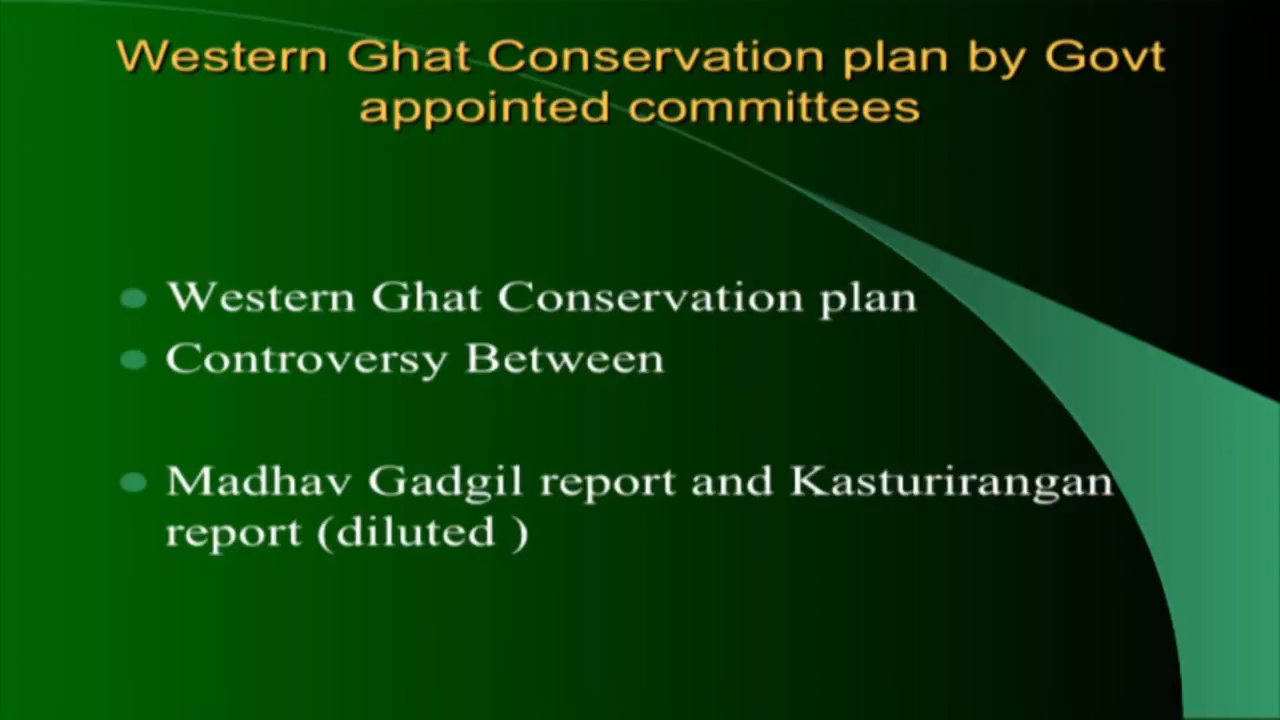 Western Ghat Conservation plan by Govt
appointed committees
Western Ghat Conservation plan
Controversy Between
Madhav Gadgil report and Kasturirangan
report (diluted )